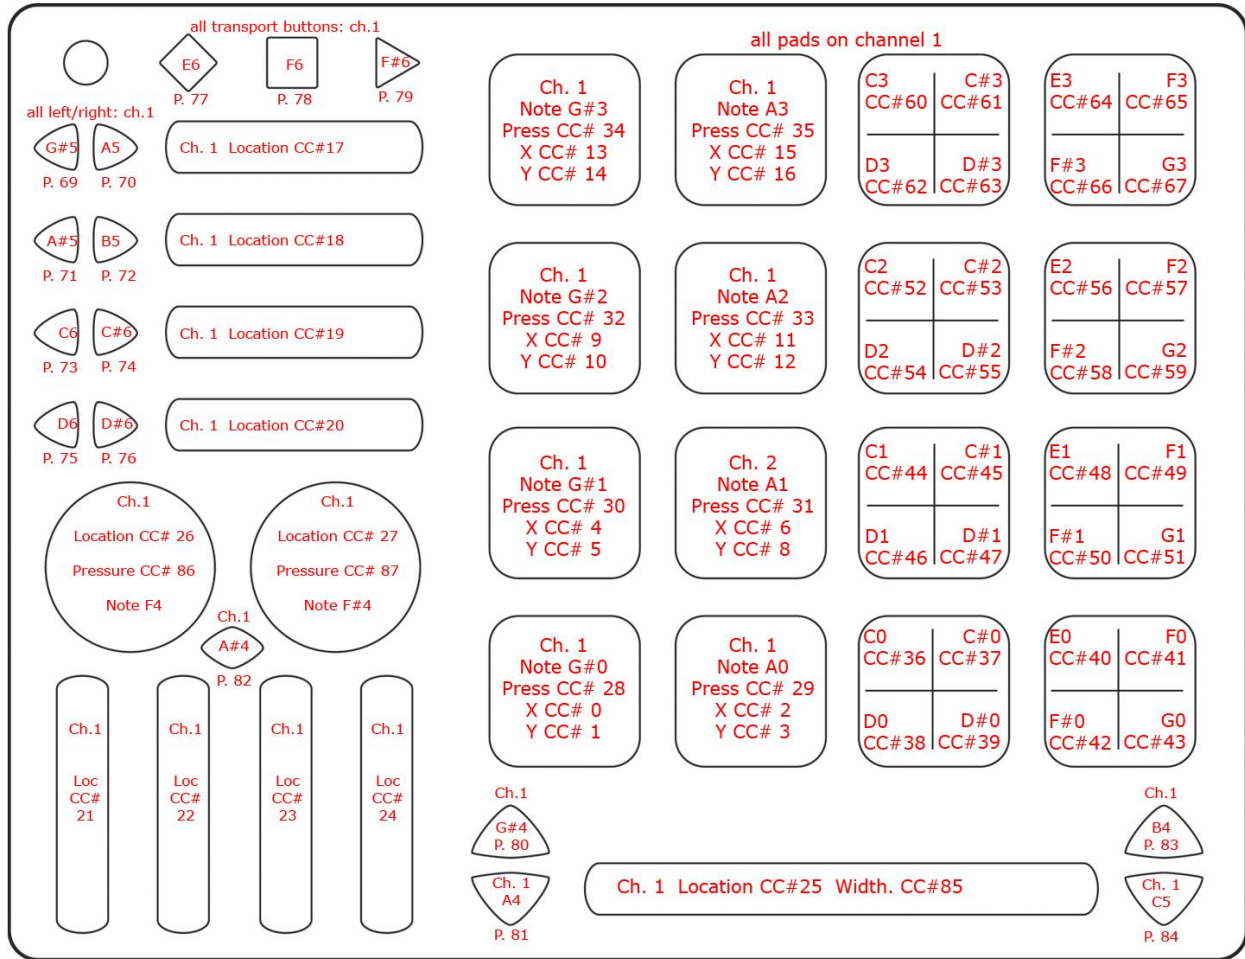 all transport buttons: ch.1
E6
F6
F#6
P. 77
P. 78
P. 79
all left/right: ch.1
G#5
A5
P. 69
P. 70
Ch. 1  Location CC#17
A#5
B5
P. 71
P. 72
Ch. 1  Location CC#18
C6
C#6
P. 73
P. 74
Ch. 1  Location CC#19
D6
D#6
P. 75
P. 76
Ch. 1  Location CC#20
Ch.1
Location CC# 26
Pressure CC# 86
Note F4
Ch.1
Location CC# 27
Pressure CC# 87
Note F#4
Ch.1
A#4
P. 82
Ch.1
Loc
CC#
21
Ch.1
Loc
CC#
22
Ch.1
Loc
CC#
23
Ch.1
Loc
CC#
24
all pads on channel 1
Ch. 1
Note G#3
Press CC# 34
X CC# 13
Y CC# 14
Ch. 1
Note A3
Press CC# 35
X CC# 15
Y CC# 16
C3 C#3
CC#60 CC#61
D3 D#3
CC#62 CC#63
E3 F3
CC#64 CC#65
F#3 G3
CC#66 CC#67
Ch. 1
Note G#2
Press CC# 32
X CC# 9
Y CC# 10
Ch. 1
Note A2
Press CC# 33
X CC# 11
Y CC# 12
C2 C#2
CC#52 CC#53
D2 D#2
CC#54 CC#55
E2 F2
CC#56 CC#57
F#2 G2
CC#58 CC#59
Ch. 1
Note G#1
Press CC# 30
X CC# 4
Y CC# 5
Ch. 2
Note A1
Press CC# 31
X CC# 6
Y CC# 8
C1 C#1
CC#44 CC#45
D1 D#1
CC#46 CC#47
E1 F1
CC#48 CC#49
F#1 G1
CC#50 CC#51
Ch. 1
Note G#0
Press CC# 28
X CC# 0
Y CC# 1
Ch. 1
Note A0
Press CC# 29
X CC# 2
Y CC# 3
C0 C#0
CC#36 CC#37
D0 D#0
CC#38 CC#39
E0 F0
CC#40 CC#41
F#0 G0
CC#42 CC#43
Ch.1
G#4
P. 80
Ch. 1
A4
P. 81
Ch. 1  Location CC#25  Width. CC#85
Ch.1
B4
P. 83
Ch. 1
C5
P. 84